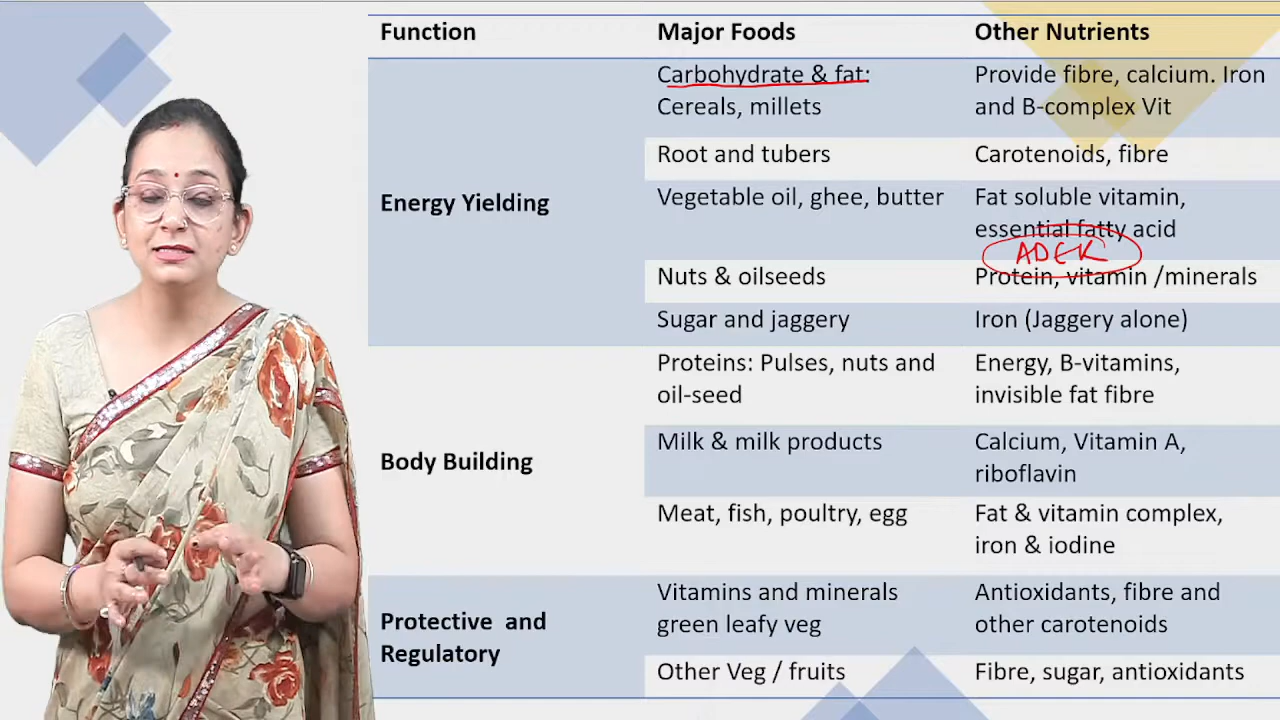 Function Major Foods Other Nutrients
Energy Yielding
Carbohydrate & fat: Provide fibre, calcium. Iron
Cereals, millets and B-complex Vit
Root and tubers Carotenoids, fibre
Vegetable oil, ghee, butter Fat soluble vitamin,
essential fatty acid
ADEK
Nuts & oilseeds Protein, vitamin /minerals
Sugar and jaggery Iron (Jaggery alone)
Body Building
Proteins: Pulses, nuts and Energy, B-vitamins,
oil-seed invisible fat fibre
Milk & milk products Calcium, Vitamin A,
riboflavin
Meat, fish, poultry, egg Fat & vitamin complex,
iron & iodine
Protective and
Regulatory
Vitamins and minerals Antioxidants, fibre and
green leafy veg other carotenoids
Other Veg / fruits Fibre, sugar, antioxidants